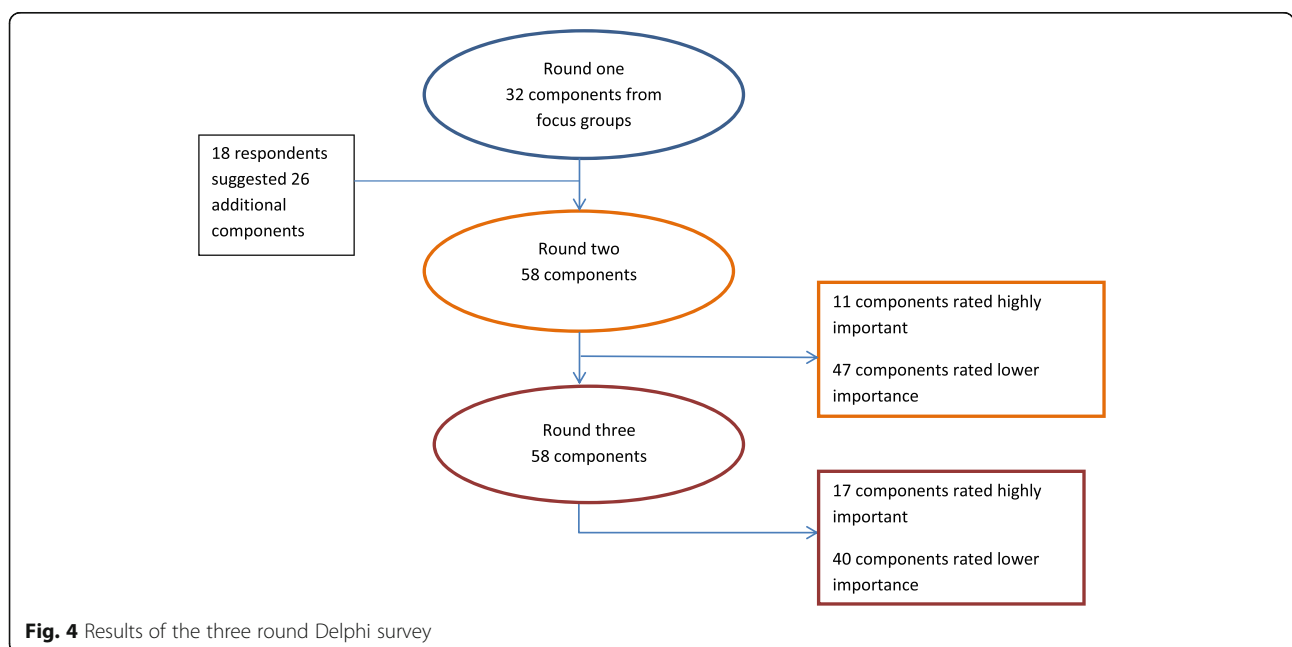 Round one
32 components from
focus groups
18 respondents
suggested 26
additional
components
Round two
58 components
11 components rated highly
important
47 components rated lower
importance
Round three
58 components
17 components rated highly
important
40 components rated lower
importance
Fig. 4 Results of the three round Delphi survey